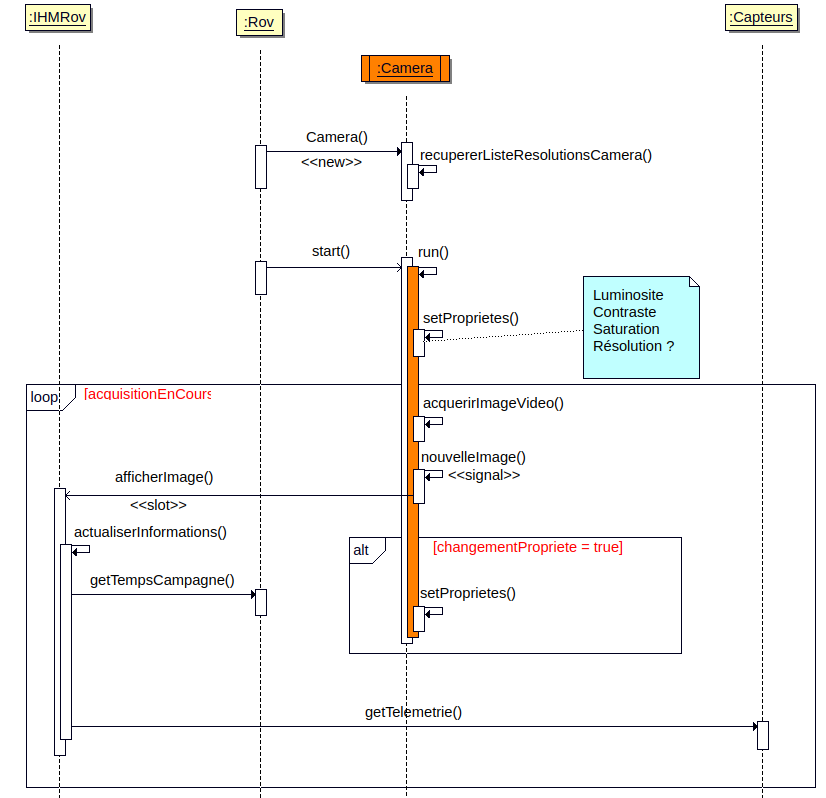 :IHMRov
:Rov
:Capteurs
:Camera
Camera()
<<new>>
recupererListeResolutionsCamera()
start()
run()
setProprietes()
Luminosite
Contraste
Saturation
Résolution ?
loop
[acquisitionEnCours
acquerirImageVideo()
nouvelleImage()
<<signal>>
afficherImage()
<<slot>>
actualiserInformations()
alt
[changementPropriete = true]
getTempsCampagne()
setProprietes()
getTelemetrie()